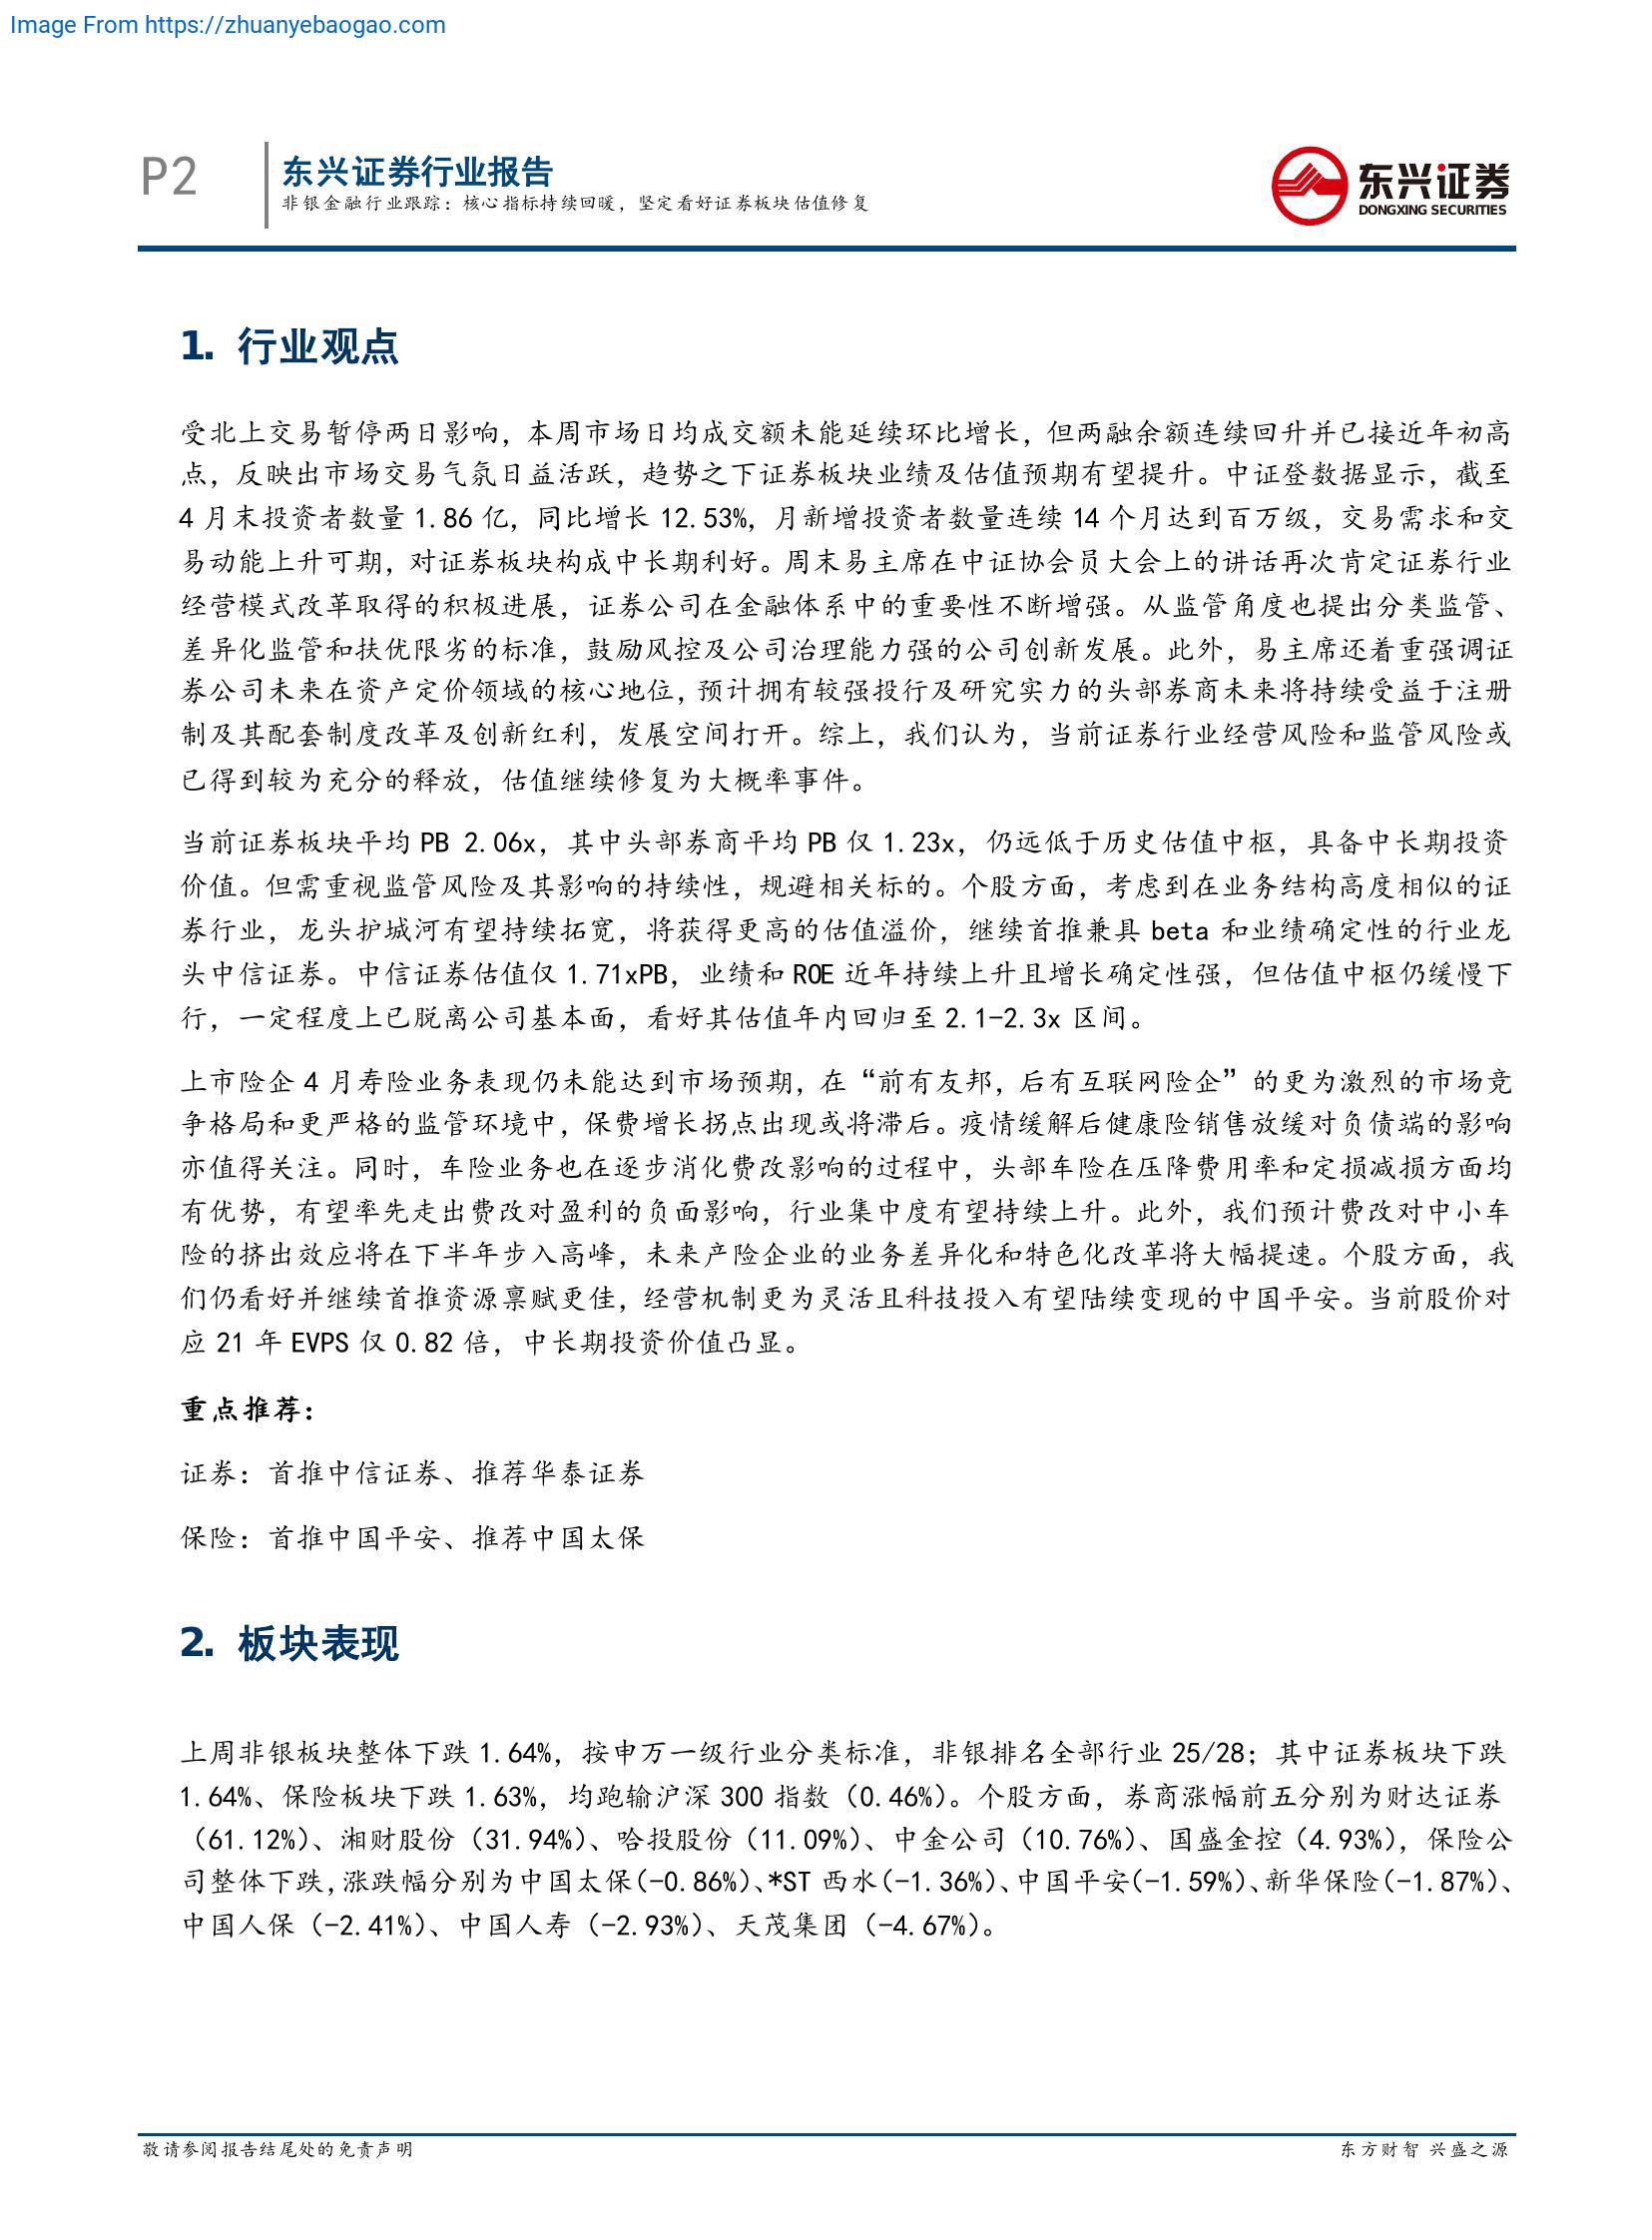 Image From https://zhuanyebaogao.com
P2
东兴证券行业报告
非银金融行业跟踪：核心指标持续回暖，坚定看好证券板块估值修复
东兴证券
DONGXING SECURITIES
1. 行业观点
受北上交易暂停两日影响，本周市场日均成交额未能延续环比增长，但两融余额连续回升并已接近年初高
点，反映出市场交易气氛日益活跃，趋势之下证券板块业绩及估值预期有望提升。中证登数据显示，截至
4 月末投资者数量 1.86 亿，同比增长 12.53%，月新增投资者数量连续 14 个月达到百万级，交易需求和交
易动能上升可期，对证券板块构成中长期利好。周末易主席在中证协会员大会上的讲话再次肯定证券行业
经营模式改革取得的积极进展，证券公司在金融体系中的重要性不断增强。从监管角度也提出分类监管、
差异化监管和扶优限劣的标准，鼓励风控及公司治理能力强的公司创新发展。此外，易主席还着重强调证
券公司未来在资产定价领域的核心地位，预计拥有较强投行及研究实力的头部券商未来将持续受益于注册
制及其配套制度改革及创新红利，发展空间打开。综上，我们认为，当前证券行业经营风险和监管风险或
已得到较为充分的释放，估值继续修复为大概率事件。
当前证券板块平均 PB 2.06x，其中头部券商平均 PB 仅 1.23x，仍远低于历史估值中枢，具备中长期投资
价值。但需重视监管风险及其影响的持续性，规避相关标的。个股方面，考虑到在业务结构高度相似的证
券行业，龙头护城河有望持续拓宽，将获得更高的估值溢价，继续首推兼具 beta 和业绩确定性的行业龙
头中信证券。中信证券估值仅 1.71xPB，业绩和 ROE 近年持续上升且增长确定性强，但估值中枢仍缓慢下
行，一定程度上已脱离公司基本面，看好其估值年内回归至 2.1-2.3x 区间。
上市险企 4 月寿险业务表现仍未能达到市场预期，在“前有友邦，后有互联网险企”的更为激烈的市场竞
争格局和更严格的监管环境中，保费增长拐点出现或将滞后。疫情缓解后健康险销售放缓对负债端的影响
亦值得关注。同时，车险业务也在逐步消化费改影响的过程中，头部车险在压降费用率和定损减损方面均
有优势，有望率先走出费改对盈利的负面影响，行业集中度有望持续上升。此外，我们预计费改对中小车
险的挤出效应将在下半年步入高峰，未来产险企业的业务差异化和特色化改革将大幅提速。个股方面，我
们仍看好并继续首推资源禀赋更佳，经营机制更为灵活且科技投入有望陆续变现的中国平安。当前股价对
应 21 年 EVPS 仅 0.82 倍，中长期投资价值凸显。
重点推荐：
证券：首推中信证券、推荐华泰证券
保险：首推中国平安、推荐中国太保
2. 板块表现
上周非银板块整体下跌 1.64%，按申万一级行业分类标准，非银排名全部行业 25/28；其中证券板块下跌
1.64%、保险板块下跌 1.63%，均跑输沪深 300 指数（0.46%）。个股方面，券商涨幅前五分别为财达证券
（61.12%）、湘财股份（31.94%）、哈投股份（11.09%）、中金公司（10.76%）、国盛金控（4.93%），保险公
司整体下跌，涨跌幅分别为中国太保（-0.86%）、*ST 西水（-1.36%）、中国平安（-1.59%）、新华保险（-1.87%）、
中国人保（-2.41%）、中国人寿（-2.93%）、天茂集团（-4.67%）。
敬请参阅报告结尾处的免责声明
东方财智 兴盛之源